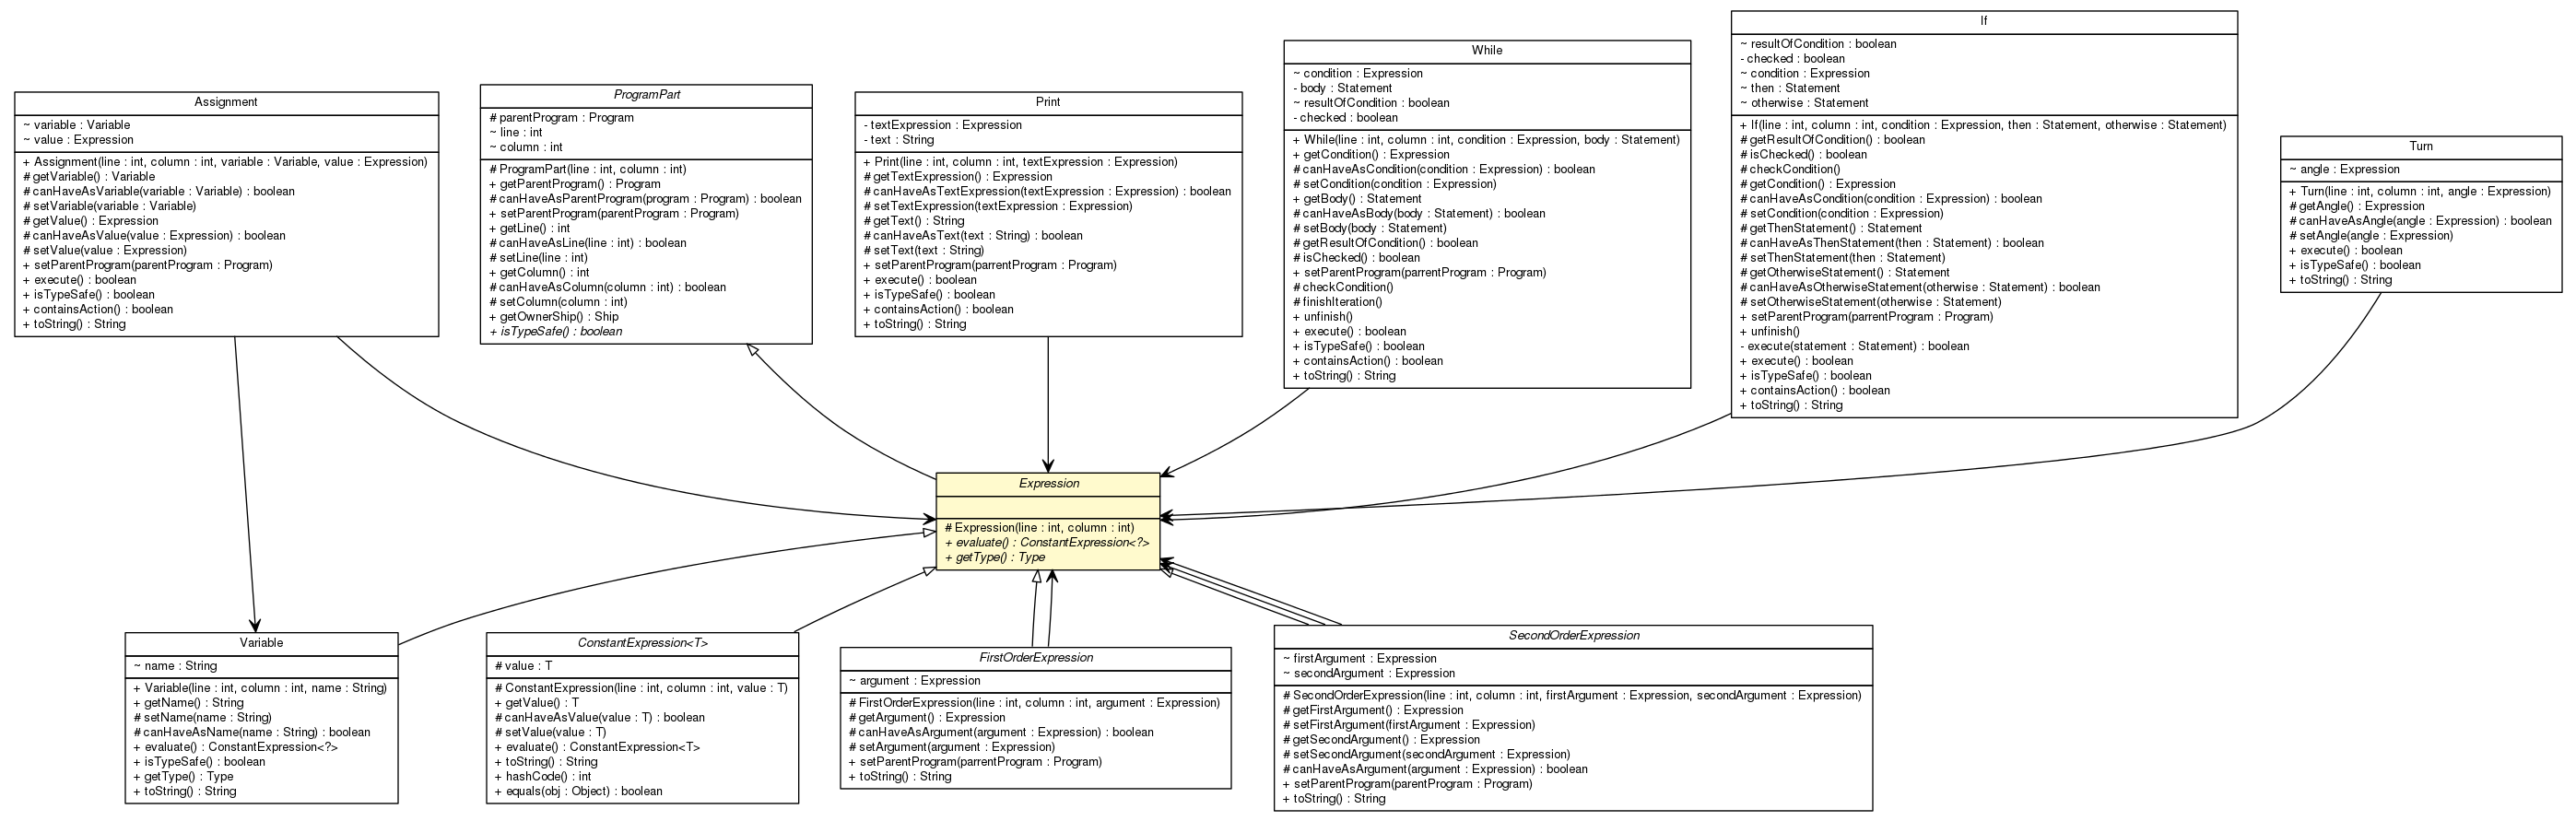 Assignment
~ variable : Variable
~ value : Expression
+ Assignment(line : int, column : int, variable : Variable, value : Expression)
# getVariable() : Variable
# canHaveAsVariable(variable : Variable) : boolean
# setVariable(variable : Variable)
# getValue() : Expression
# canHaveAsValue(value : Expression) : boolean
# setValue(value : Expression)
+ setParentProgram(parentProgram : Program)
+ execute() : boolean
+ isTypeSafe() : boolean
+ containsAction() : boolean
+ toString() : String
ProgramPart
# parentProgram : Program
~ line : int
~ column : int
# ProgramPart(line : int, column : int)
+ getParentProgram() : Program
# canHaveAsParentProgram(program : Program) : boolean
+ setParentProgram(parentProgram : Program)
+ getLine() : int
# canHaveAsLine(line : int) : boolean
# setLine(line : int)
+ getColumn() : int
# canHaveAsColumn(column : int) : boolean
# setColumn(column : int)
+ getOwnerShip() : Ship
+ isTypeSafe() : boolean
Print
- textExpression : Expression
- text : String
+ Print(line : int, column : int, textExpression : Expression)
# getTextExpression() : Expression
# canHaveAsTextExpression(textExpression : Expression) : boolean
# setTextExpression(textExpression : Expression)
# getText() : String
# canHaveAsText(text : String) : boolean
# setText(text : String)
+ setParentProgram(parrentProgram : Program)
+ execute() : boolean
+ isTypeSafe() : boolean
+ containsAction() : boolean
+ toString() : String
While
~ condition : Expression
- body : Statement
~ resultOfCondition : boolean
- checked : boolean
+ While(line : int, column : int, condition : Expression, body : Statement)
+ getCondition() : Expression
# canHaveAsCondition(condition : Expression) : boolean
# setCondition(condition : Expression)
+ getBody() : Statement
# canHaveAsBody(body : Statement) : boolean
# setBody(body : Statement)
# getResultOfCondition() : boolean
# isChecked() : boolean
+ setParentProgram(parrentProgram : Program)
# checkCondition()
# finishIteration()
+ unfinish()
+ execute() : boolean
+ isTypeSafe() : boolean
+ containsAction() : boolean
+ toString() : String
If
~ resultOfCondition : boolean
- checked : boolean
~ condition : Expression
~ then : Statement
~ otherwise : Statement
+ If(line : int, column : int, condition : Expression, then : Statement, otherwise : Statement)
# getResultOfCondition() : boolean
# isChecked() : boolean
# checkCondition()
# getCondition() : Expression
# canHaveAsCondition(condition : Expression) : boolean
# setCondition(condition : Expression)
# getThenStatement() : Statement
# canHaveAsThenStatement(then : Statement) : boolean
# setThenStatement(then : Statement)
# getOtherwiseStatement() : Statement
# canHaveAsOtherwiseStatement(otherwise : Statement) : boolean
# setOtherwiseStatement(otherwise : Statement)
+ setParentProgram(parrentProgram : Program)
+ unfinish()
- execute(statement : Statement) : boolean
+ execute() : boolean
+ isTypeSafe() : boolean
+ containsAction() : boolean
+ toString() : String
Turn
~ angle : Expression
+ Turn(line : int, column : int, angle : Expression)
# getAngle() : Expression
# canHaveAsAngle(angle : Expression) : boolean
# setAngle(angle : Expression)
+ execute() : boolean
+ isTypeSafe() : boolean
+ toString() : String
Expression
# Expression(line : int, column : int)
+ evaluate() : ConstantExpression<?>
+ getType() : Type
Variable
~ name : String
+ Variable(line : int, column : int, name : String)
+ getName() : String
# setName(name : String)
# canHaveAsName(name : String) : boolean
+ evaluate() : ConstantExpression<?>
+ isTypeSafe() : boolean
+ getType() : Type
+ toString() : String
ConstantExpression<T>
# value : T
# ConstantExpression(line : int, column : int, value : T)
+ getValue() : T
# canHaveAsValue(value : T) : boolean
# setValue(value : T)
+ evaluate() : ConstantExpression<T>
+ toString() : String
+ hashCode() : int
+ equals(obj : Object) : boolean
FirstOrderExpression
~ argument : Expression
# FirstOrderExpression(line : int, column : int, argument : Expression)
# getArgument() : Expression
# canHaveAsArgument(argument : Expression) : boolean
# setArgument(argument : Expression)
+ setParentProgram(parrentProgram : Program)
+ toString() : String
SecondOrderExpression
~ firstArgument : Expression
~ secondArgument : Expression
# SecondOrderExpression(line : int, column : int, firstArgument : Expression, secondArgument : Expression)
# getFirstArgument() : Expression
# setFirstArgument(firstArgument : Expression)
# getSecondArgument() : Expression
# setSecondArgument(secondArgument : Expression)
# canHaveAsArgument(argument : Expression) : boolean
+ setParentProgram(parentProgram : Program)
+ toString() : String